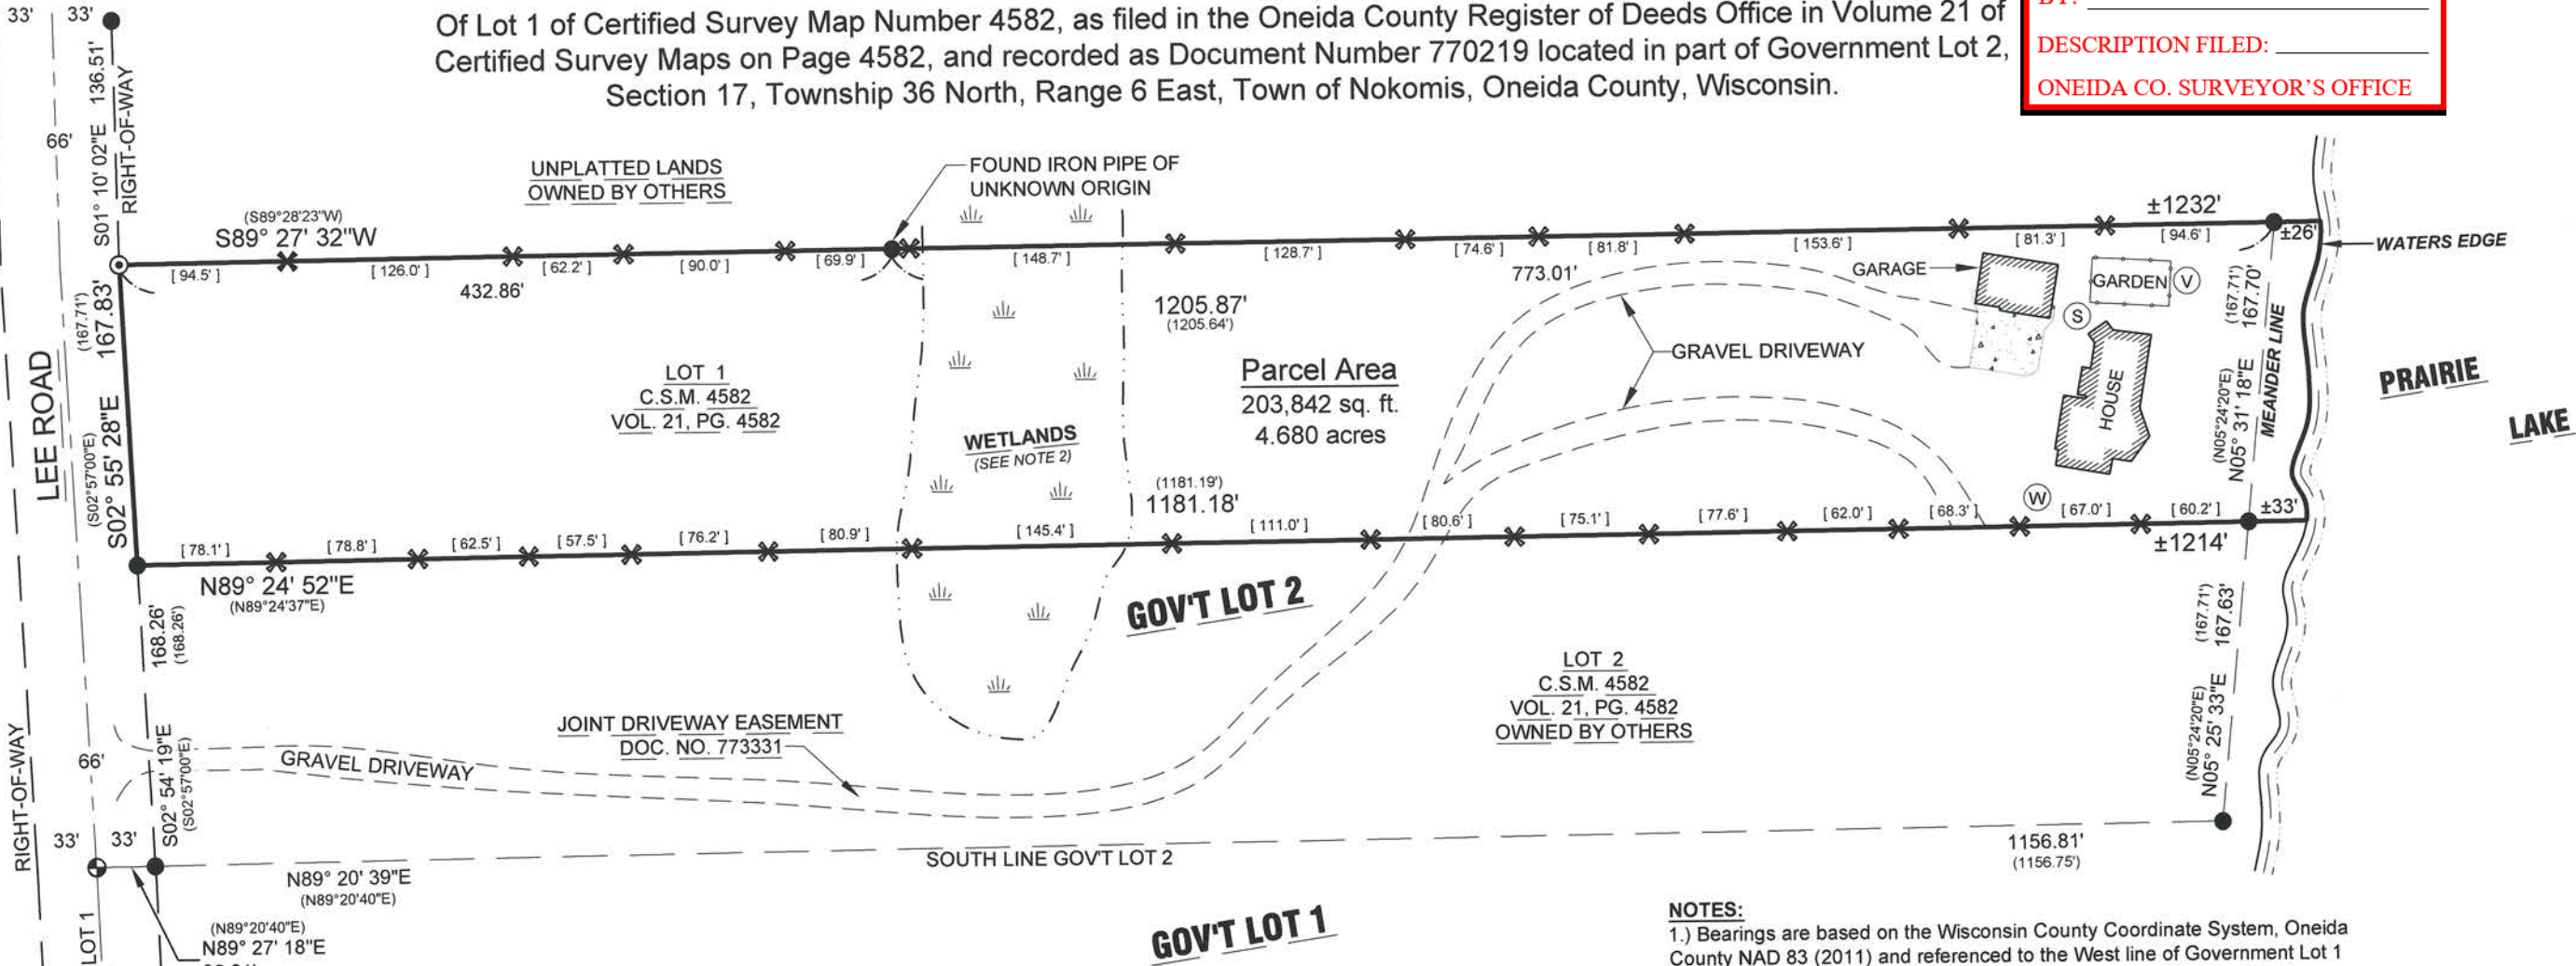 Of Lot 1 of Certified Survey Map Number 4582, as filed in the Oneida County Register of Deeds Office in Volume 21 of
Certified Survey Maps on Page 4582, and recorded as Document Number 770219 located in part of Government Lot 2,
Section 17, Township 36 North, Range 6 East, Town of Nokomis, Oneida County, Wisconsin.
BY:
DESCRIPTION FILED:
ONEIDA CO. SURVEYOR'S OFFICE
33'
33'
136.51'
S01° 10' 02"E
RIGHT-OF-WAY
66'
UNPLATTED LANDS
OWNED BY OTHERS
FOUND IRON PIPE OF
UNKNOWN ORIGIN
(S89°28'23"W)
S89° 27' 32"W
±1232'
±26'
WATERS EDGE
[ 94.5' ]
[ 126.0' ]
[ 62.2' ]
[ 90.0' ]
[ 69.9' ]
[ 148.7' ]
[ 128.7' ]
[ 74.6' ]
[ 81.8' ]
[ 153.6' ]
[ 81.3' ]
[ 94.6' ]
432.86'
773.01'
1205.87'
(1205.64')
GARAGE
GARDEN
V
S
HOUSE
W
GRAVEL DRIVEWAY
(167.71')
167.83'
LEE ROAD
(S02°57'00"E)
S02° 55' 28"E
LOT 1
C.S.M. 4582
VOL. 21, PG. 4582
WETLANDS
(SEE NOTE 2)
Parcel Area
203,842 sq. ft.
4.680 acres
(167.71')
167.70'
(N05°24'20"E)
N05° 31' 18"E
MEANDER LINE
PRAIRIE
LAKE
(1181.19')
1181.18'
[ 78.1' ]
[ 78.8' ]
[ 62.5' ]
[ 57.5' ]
[ 76.2' ]
[ 80.9' ]
[ 145.4' ]
[ 111.0' ]
[ 80.6' ]
[ 75.1' ]
[ 77.6' ]
[ 62.0' ]
[ 68.3' ]
[ 67.0' ]
[ 60.2' ]
±33'
±1214'
N89° 24' 52"E
(N89°24'37"E)
GOV'T LOT 2
168.26'
(168.26')
S02° 54' 19"E
(S02°57'00"E)
LOT 2
C.S.M. 4582
VOL. 21, PG. 4582
OWNED BY OTHERS
(167.71')
167.63'
(N05°24'20"E)
N05° 25' 33"E
JOINT DRIVEWAY EASEMENT
DOC. NO. 773331
GRAVEL DRIVEWAY
RIGHT-OF-WAY
66'
33'
33'
SOUTH LINE GOV'T LOT 2
1156.81'
(1156.75')
N89° 20' 39"E
(N89°20'40"E)
(N89°20'40"E)
N89° 27' 18"E
LOT 1
GOV'T LOT 1
NOTES:
1.) Bearings are based on the Wisconsin County Coordinate System, Oneida
County NAD 83 (2011) and referenced to the West line of Government Lot 1